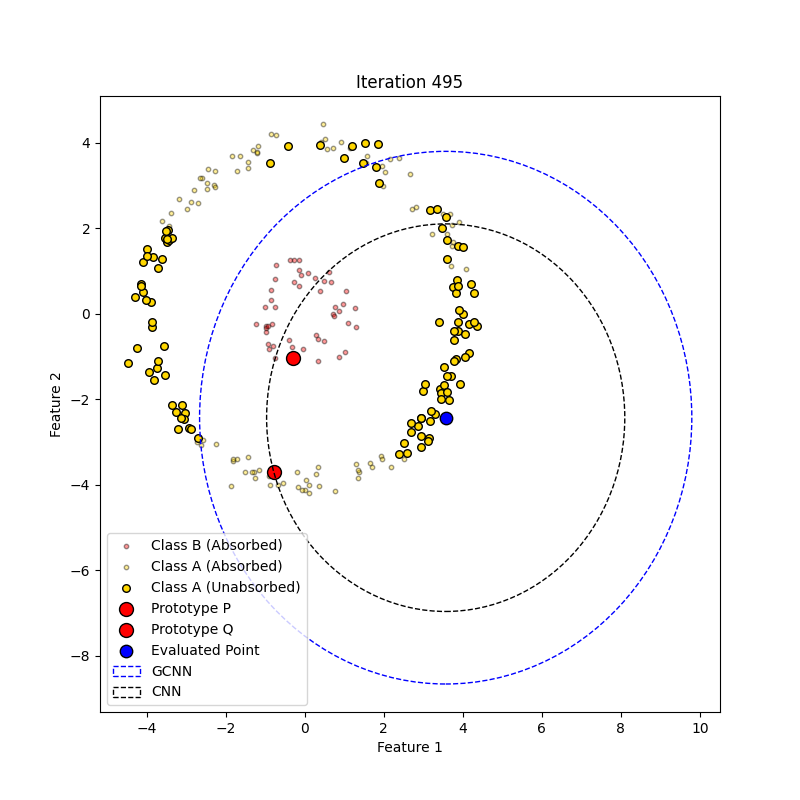 Iteration 495
4
2
0
−2
−4
−6
−8
Feature 2
Class B (Absorbed)
Class A (Absorbed)
Class A (Unabsorbed)
Prototype P
Prototype Q
Evaluated Point
GCNN
CNN
−4 −2 0 2 4 6 8 10
Feature 1